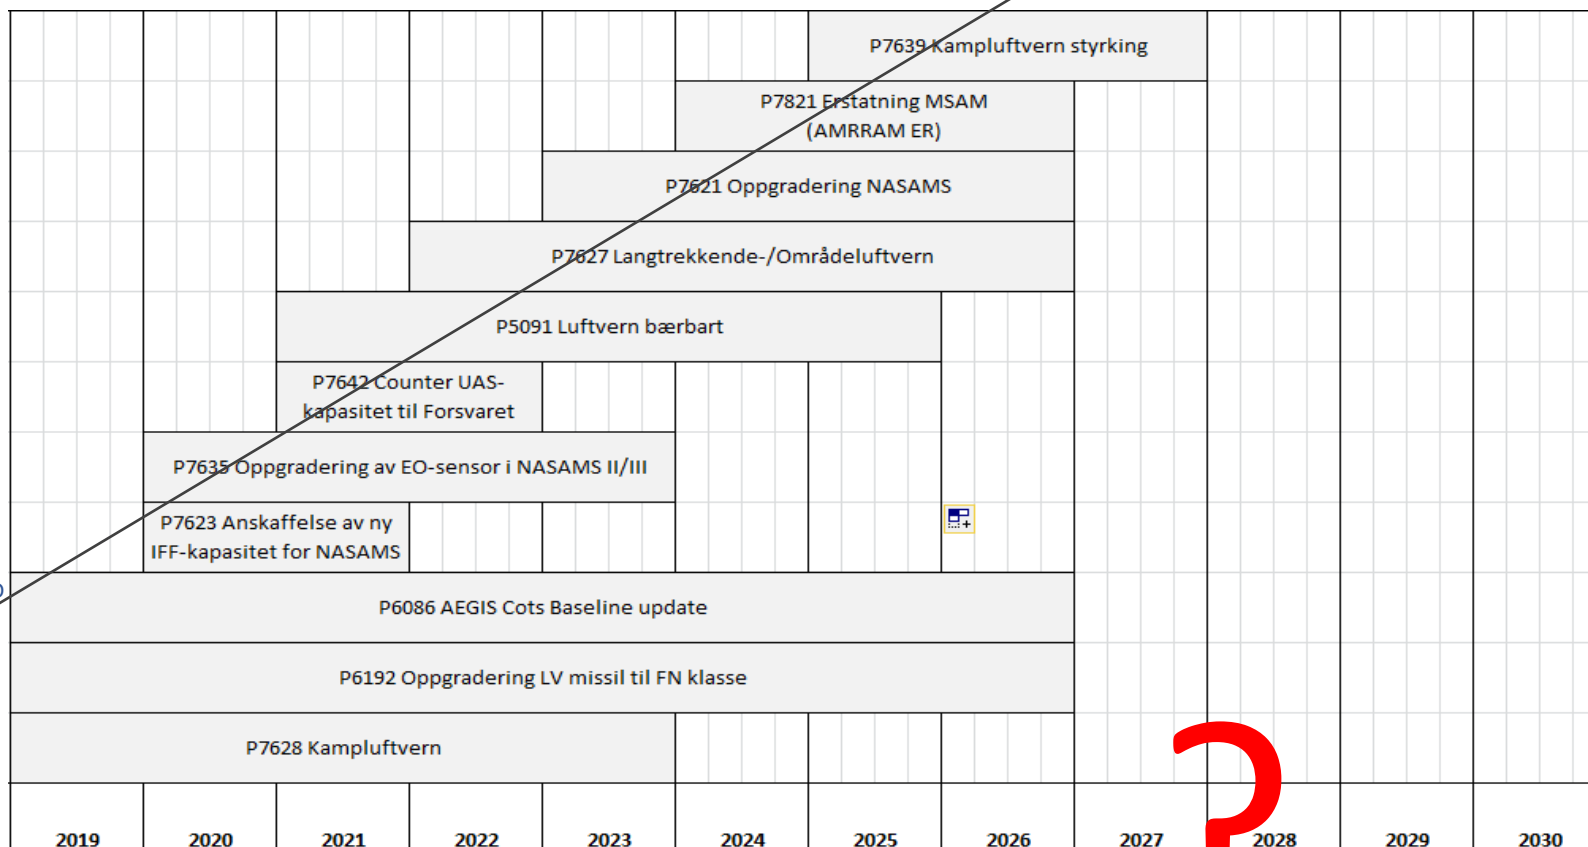 P7639 Kampluftvern styrking
P7821 Erstatning MSAM
(AMRRAM ER)
P7621 Oppgradering NASAMS
P7627 Langtrekkende-/Områdeluftvern
P5091 Luftvern bærbart
P7642 Counter UAS-
kapasitet til Forsvaret
P7635 Oppgradering av EO-sensor i NASAMS II/III
P7623 Anskaffelse av ny
IFF-kapasitet for NASAMS
P6086 AEGIS Cots Baseline update
P6192 Oppgradering LV missil til FN klasse
P7628 Kampluftvern
?
2019 2020 2021 2022 2023 2024 2025 2026 2027 2028 2029 2030